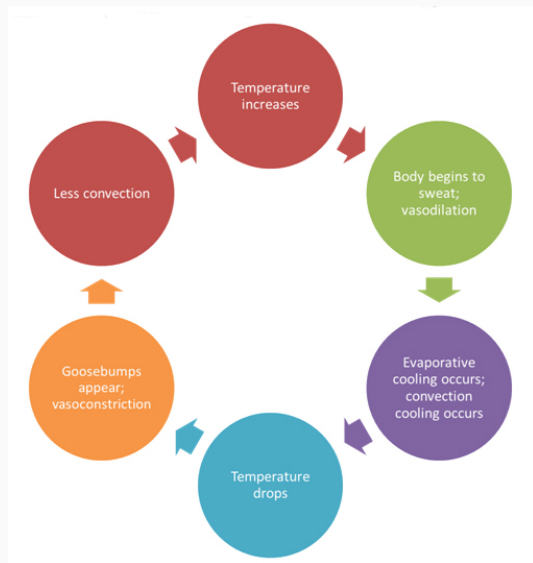 Temperature
increases
Body begins to
sweat;
vasodilation
Evaporative
cooling occurs;
convection
cooling occurs
Temperature
drops
Goosebumps
appear;
vasoconstriction
Less convection